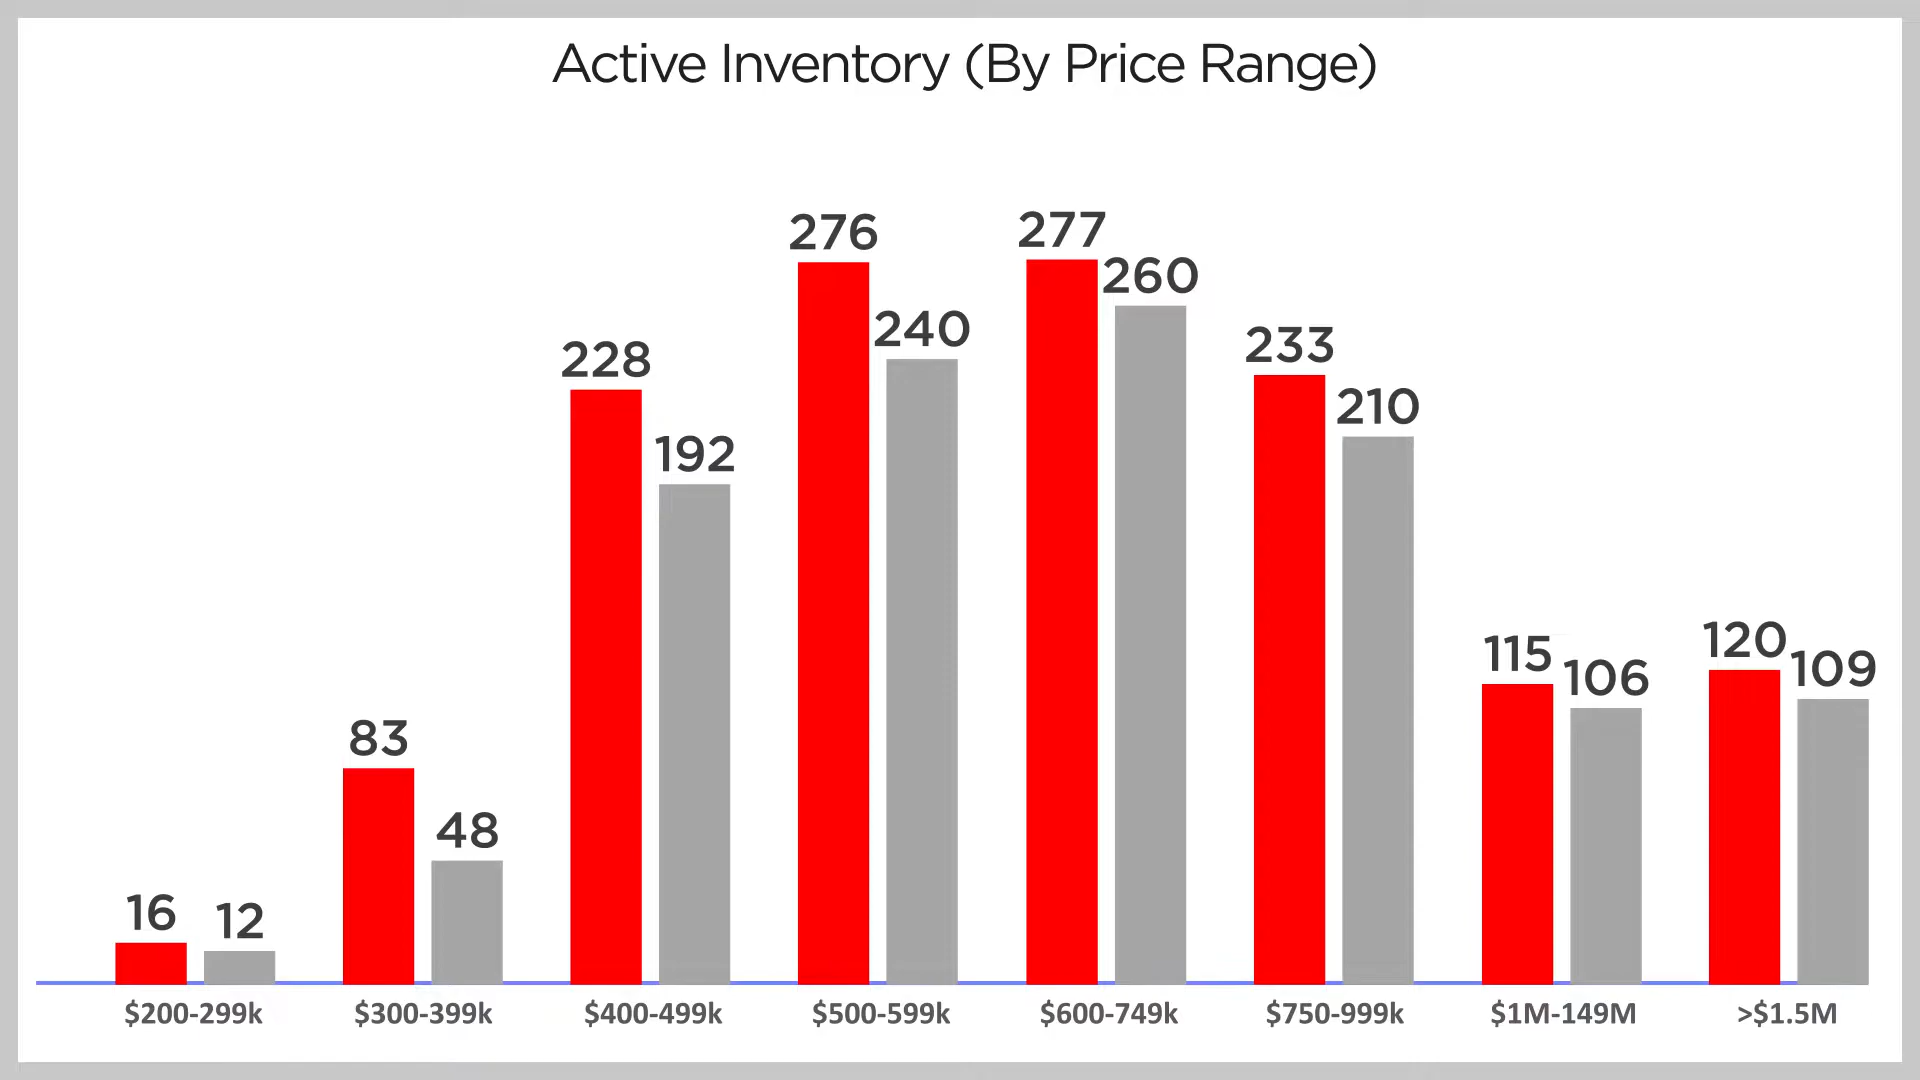 Active Inventory (By Price Range)
276
277
260
240
233
228
210
192
120
115
109
106
83
48
16
12
$200-299k
$300-399k
$400-499k
$500-599k
$600-749k
$750-999k
$1M-149M
>$1.5M